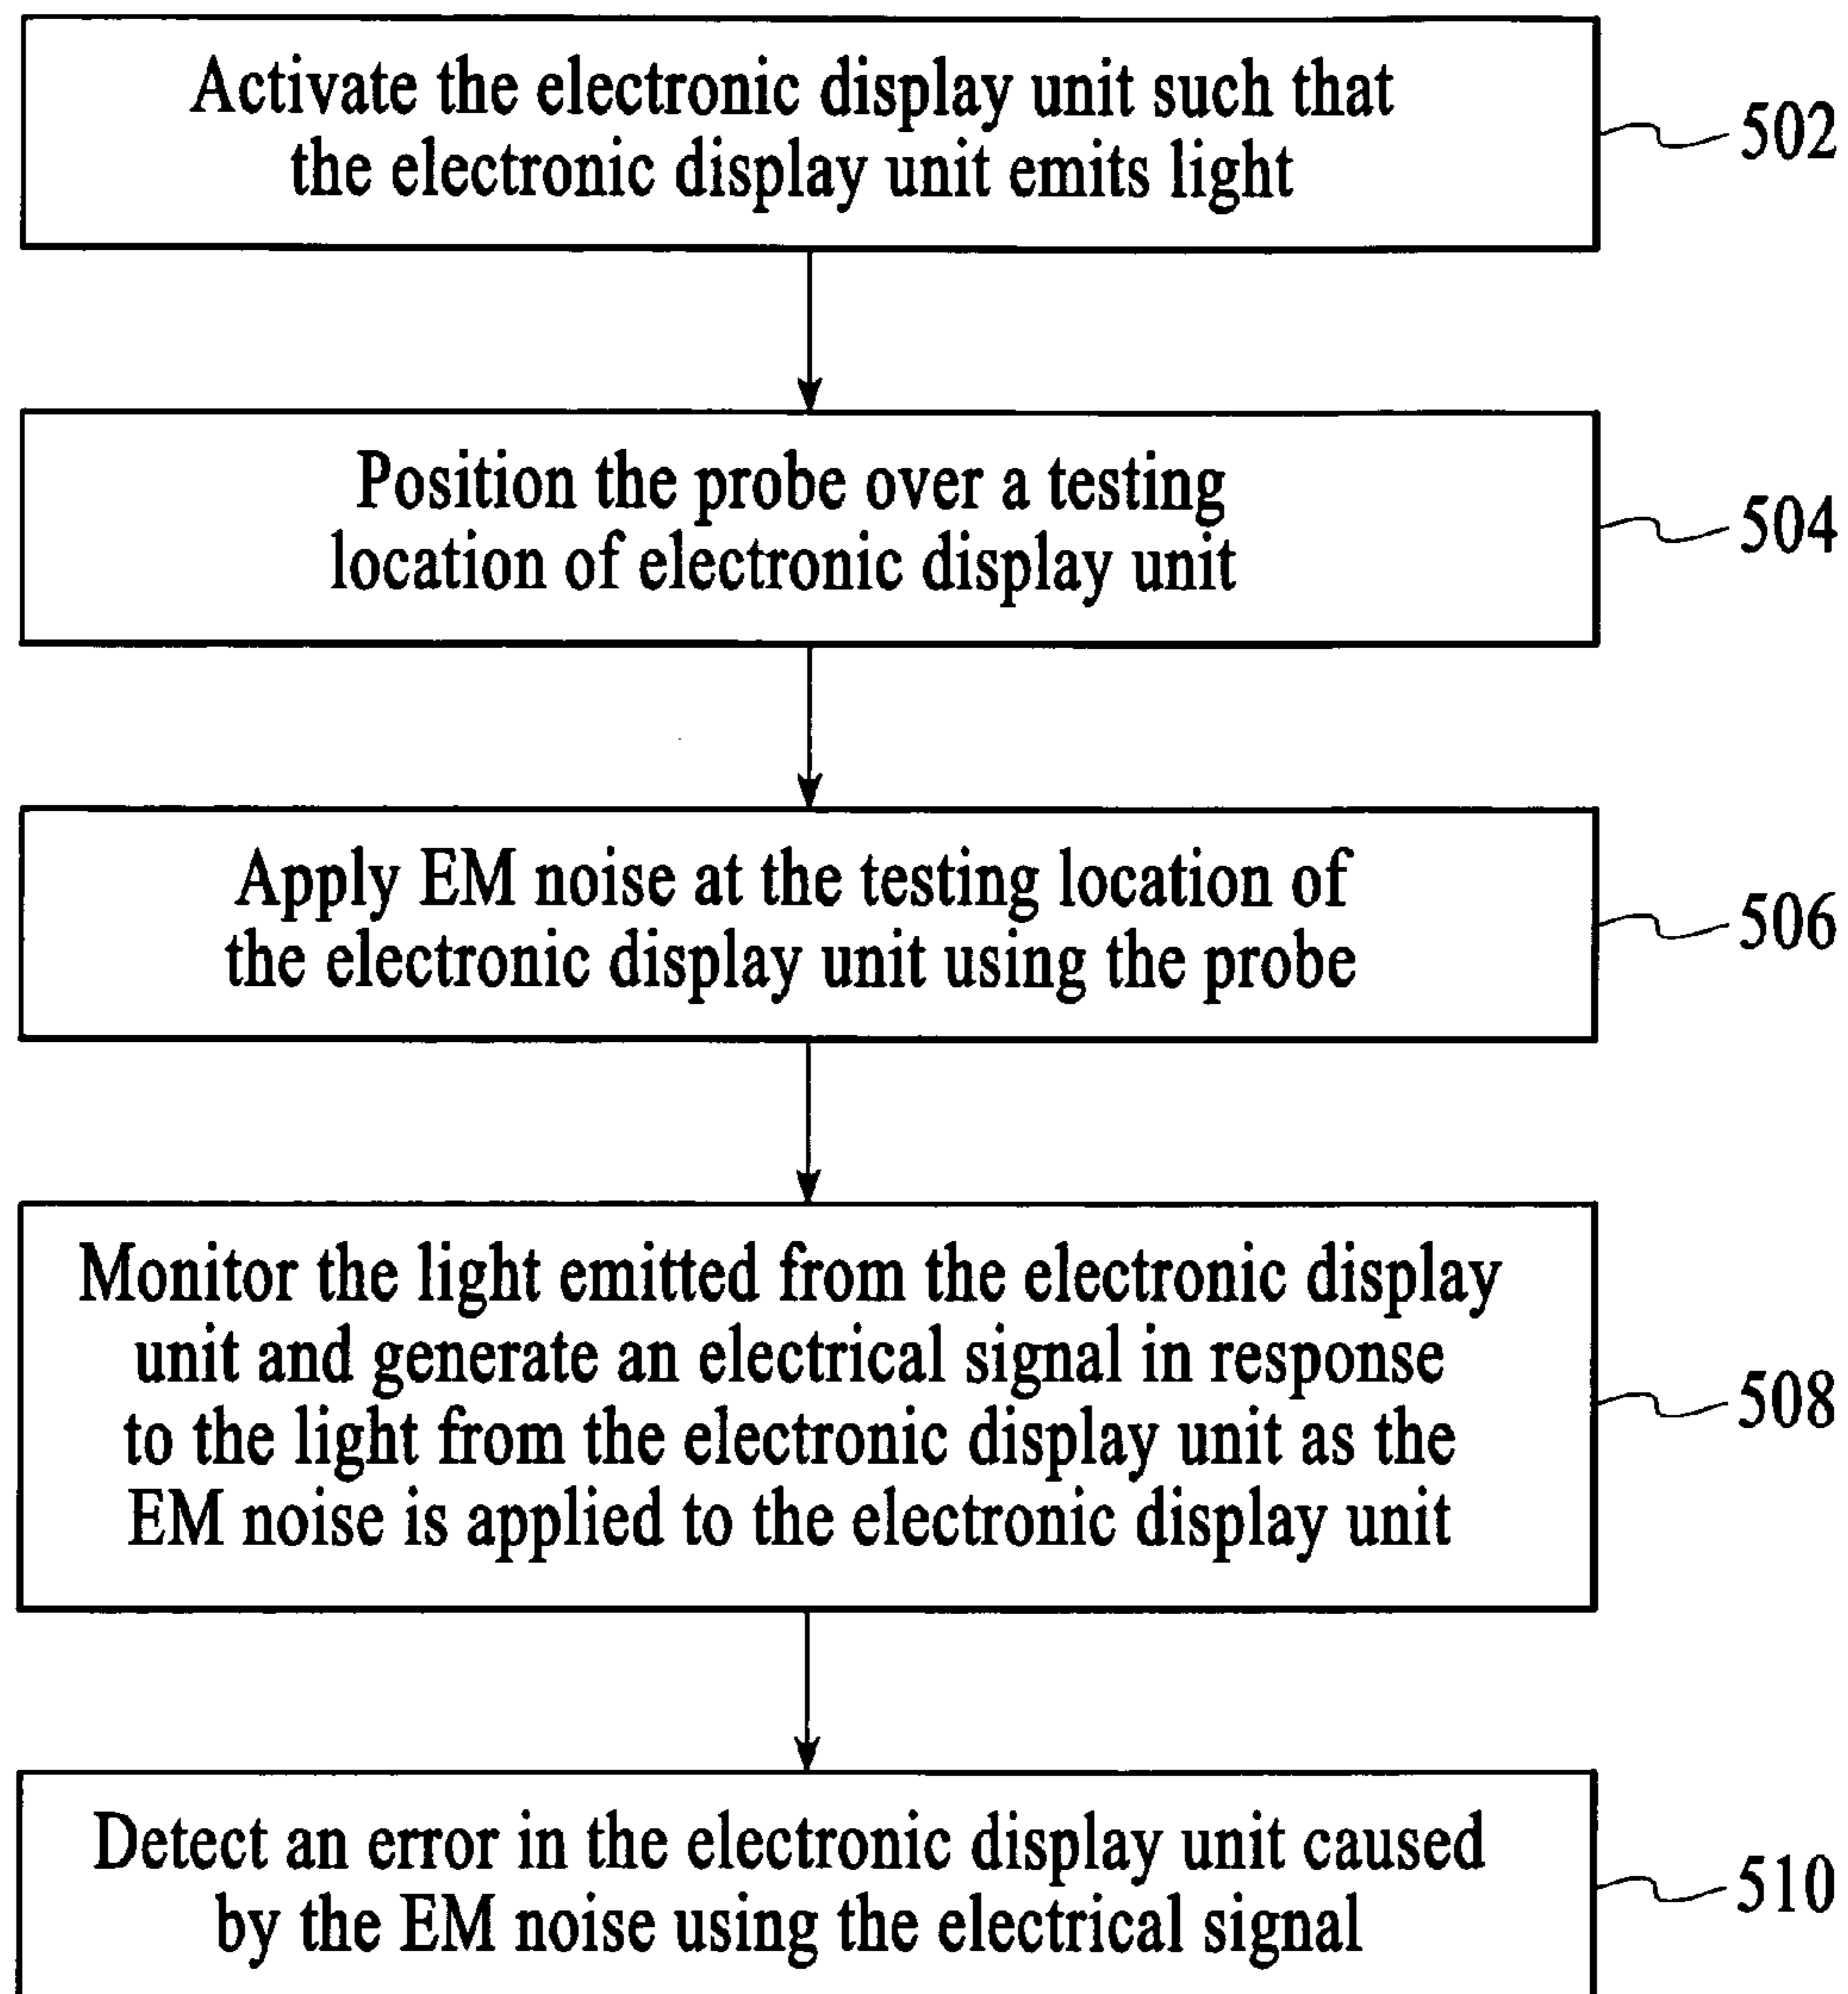 Activate the electronic display unit such that
the electronic display unit emits light
502
Position the probe over a testing
location of electronic display unit
504
Apply EM noise at the testing location of
the electronic display unit using the probe
506
Monitor the light emitted from the electronic display
unit and generate an electrical signal in response
to the light from the electronic display unit as the
EM noise is applied to the electronic display unit
508
Detect an error in the electronic display unit caused
by the EM noise using the electrical signal
510